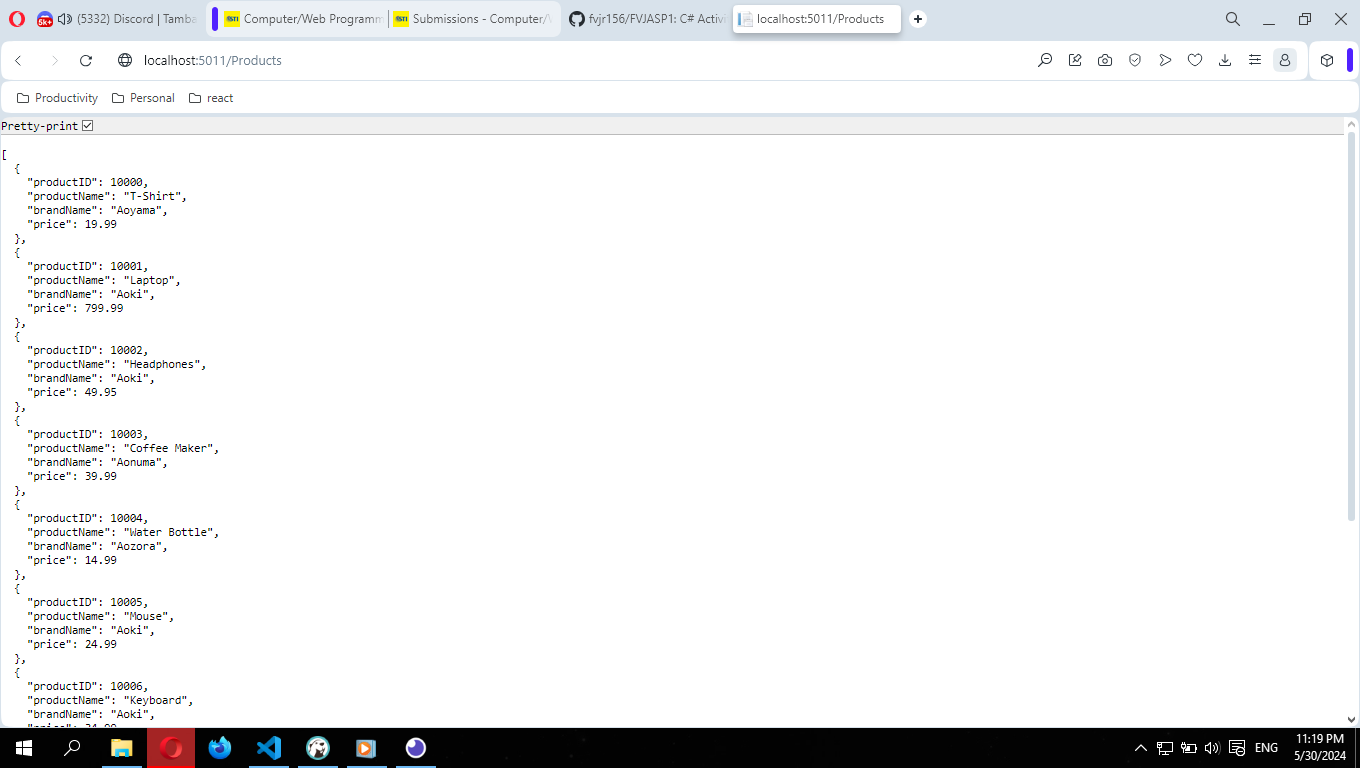 5k+
(5332) Discord | Tamba
STI
Computer/Web Programm
STI
Submissions - Computer/
fvjr156/FVJASP1: C# Activi
localhost:5011/Products
localhost:5011/Products
Productivity
Personal
react
Pretty-print
[
{
"productID": 10000,
"productName": "T-Shirt",
"brandName": "Aoyama",
"price": 19.99
},
{
"productID": 10001,
"productName": "Laptop",
"brandName": "Aoki",
"price": 799.99
},
{
"productID": 10002,
"productName": "Headphones",
"brandName": "Aoki",
"price": 49.95
},
{
"productID": 10003,
"productName": "Coffee Maker",
"brandName": "Aonuma",
"price": 39.99
},
{
"productID": 10004,
"productName": "Water Bottle",
"brandName": "Aozora",
"price": 14.99
},
{
"productID": 10005,
"productName": "Mouse",
"brandName": "Aoki",
"price": 24.99
},
{
"productID": 10006,
"productName": "Keyboard",
"brandName": "Aoki",
ENG
11:19 PM
5/30/2024